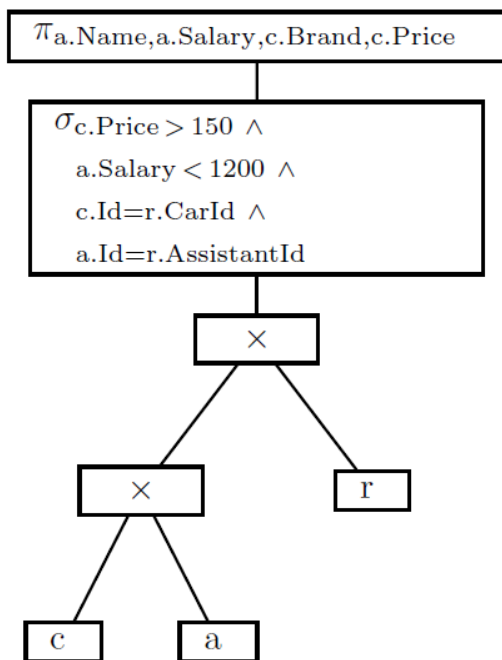 πa.Name,a.Salary,c.Brand,c.Price
σc.Price > 150 ∧
a.Salary < 1200 ∧
c.Id=r.CarId ∧
a.Id=r.AssistantId
×
×
r
c
a